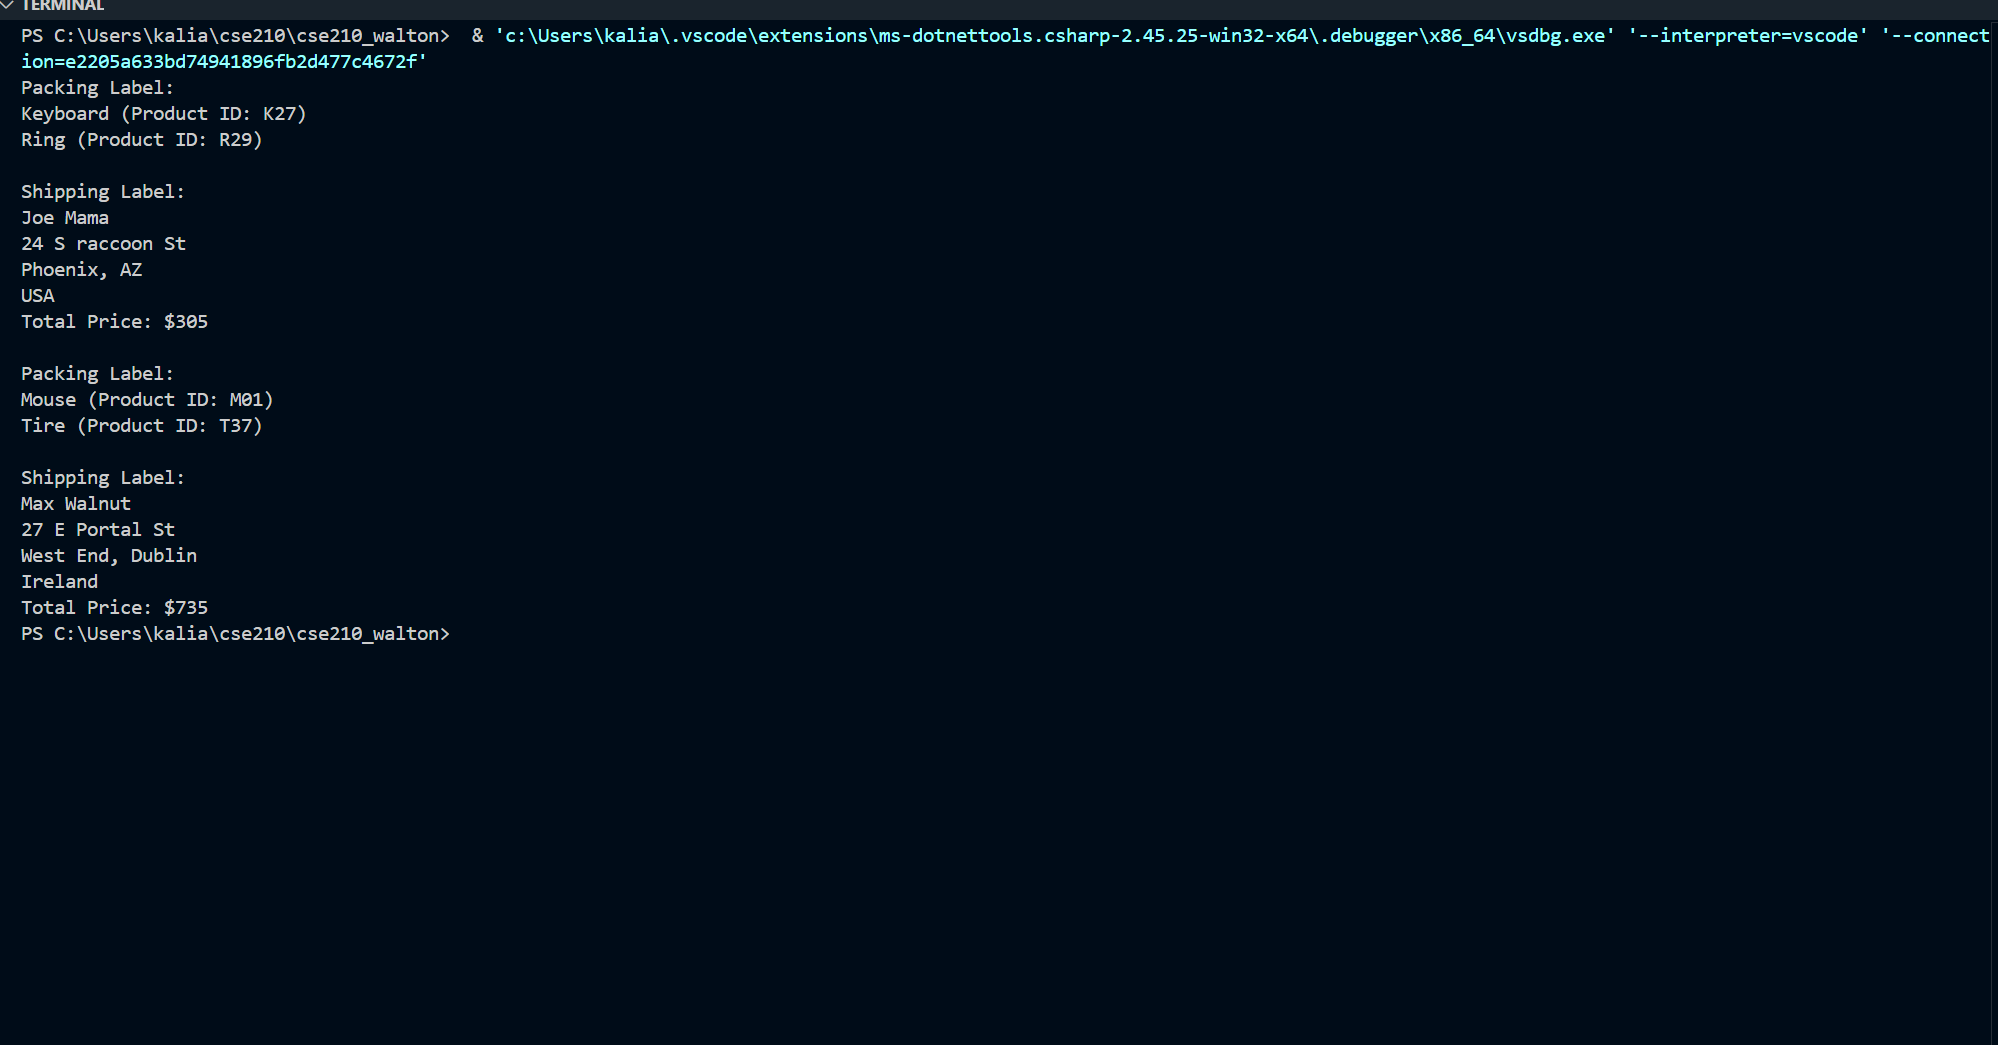 TERMINAL
PS C:\Users\kalia\cse210\cse210_walton>  & 'c:\Users\kalia\.vscode\extensions\ms-dotnettools.csharp-2.45.25-win32-x64\.debugger\x86_64\vsdbg.exe' '--interpreter=vscode' '--connect
ion=e2205a633bd74941896fb2d477c4672f'
Packing Label:
Keyboard (Product ID: K27)
Ring (Product ID: R29)
Shipping Label:
Joe Mama
24 S raccoon St
Phoenix, AZ
USA
Total Price: $305
Packing Label:
Mouse (Product ID: M01)
Tire (Product ID: T37)
Shipping Label:
Max Walnut
27 E Portal St
West End, Dublin
Ireland
Total Price: $735
PS C:\Users\kalia\cse210\cse210_walton>